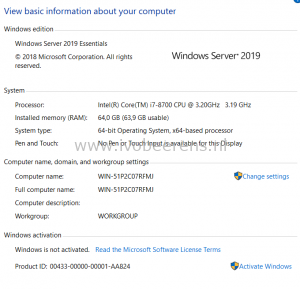 View basic information about your computer
Windows edition
Windows Server 2019 Essentials
© 2018 Microsoft Corporation. All rights reserved.
Windows Server 2019
System
Processor: Intel(R) Core(TM) i7-8700 CPU @ 3.20GHz 3.19 GHz
Installed memory (RAM): 64,0 GB (63,9 GB usable)
System type: 64-bit Operating System, x64-based processor
Pen and Touch: No Pen or Touch Input is available for this Display
www.ivobeerens.nl
Computer name, domain, and workgroup settings
Computer name: WIN-51P2C07RFMJ
Change settings
Full computer name: WIN-51P2C07RFMJ
Computer description:
Workgroup: WORKGROUP
Windows activation
Windows is not activated. Read the Microsoft Software License Terms
Product ID: 00433-00000-00001-AA824
Activate Windows